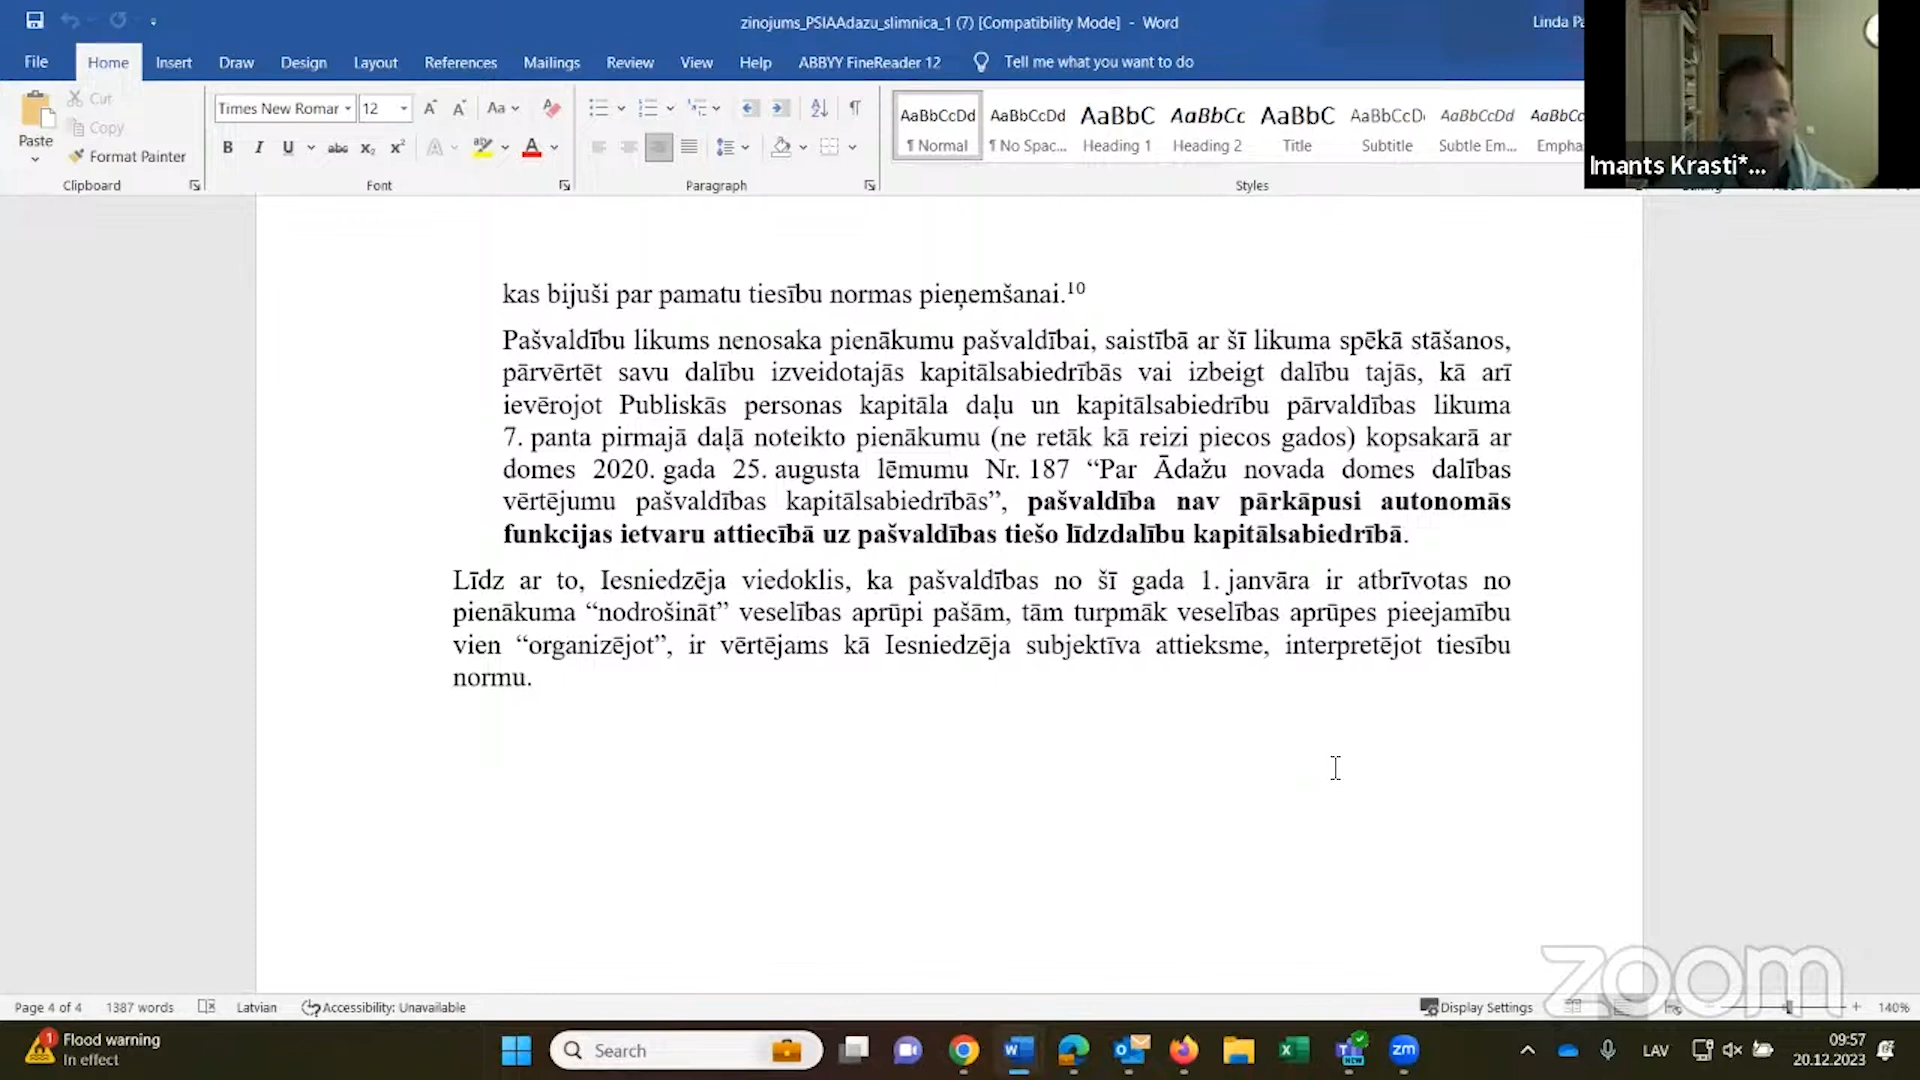 zinojums_PSIAAdazu_slimnica_1 (7) [Compatibility Mode] - Word
Linda Pa
File Home Insert Draw Design Layout References Mailings Review View Help ABBYY FineReader 12 Tell me what you want to do
Paste
Cut
Copy
Format Painter
Clipboard
Times New Romar 12
Font
Paragraph
AaBbCcDd AaBbCcDd AaBbC AaBbCc AaBbC AaBbCcD AaBbCcDd AaBbCc
¶ Normal ¶ No Spac... Heading 1 Heading 2 Title Subtitle Subtle Em... Empha
Styles
Imants Krasti*...
kas bijuši par pamatu tiesību normas pieņemšanai.10
Pašvaldību likums nenosaka pienākumu pašvaldībai, saistībā ar šī likuma spēkā stāšanos,
pārvērtēt savu dalību izveidotajās kapitālsabiedrībās vai izbeigt dalību tajās, kā arī
ievērojot Publiskās personas kapitāla daļu un kapitālsabiedrību pārvaldības likuma
7. panta pirmajā daļā noteikto pienākumu (ne retāk kā reizi piecos gados) kopsakarā ar
domes 2020. gada 25. augusta lēmumu Nr. 187 “Par Ādažu novada domes dalības
vērtējumu pašvaldības kapitālsabiedrībās”, pašvaldība nav pārkāpusi autonomās
funkcijas ietvaru attiecībā uz pašvaldības tiešo līdzdalību kapitālsabiedrībā.
Līdz ar to, Iesniedzēja viedoklis, ka pašvaldības no šī gada 1. janvāra ir atbrīvotas no
pienākuma “nodrošināt” veselības aprūpi pašām, tām turpmāk veselības aprūpes pieejamību
vien “organizējot”, ir vērtējams kā Iesniedzēja subjektīva attieksme, interpretējot tiesību
normu.
zoom
Page 4 of 4 1387 words Latvian Accessibility: Unavailable Display Settings 140%
Flood warning
In effect
Search
LAV
09:57
20.12.2023